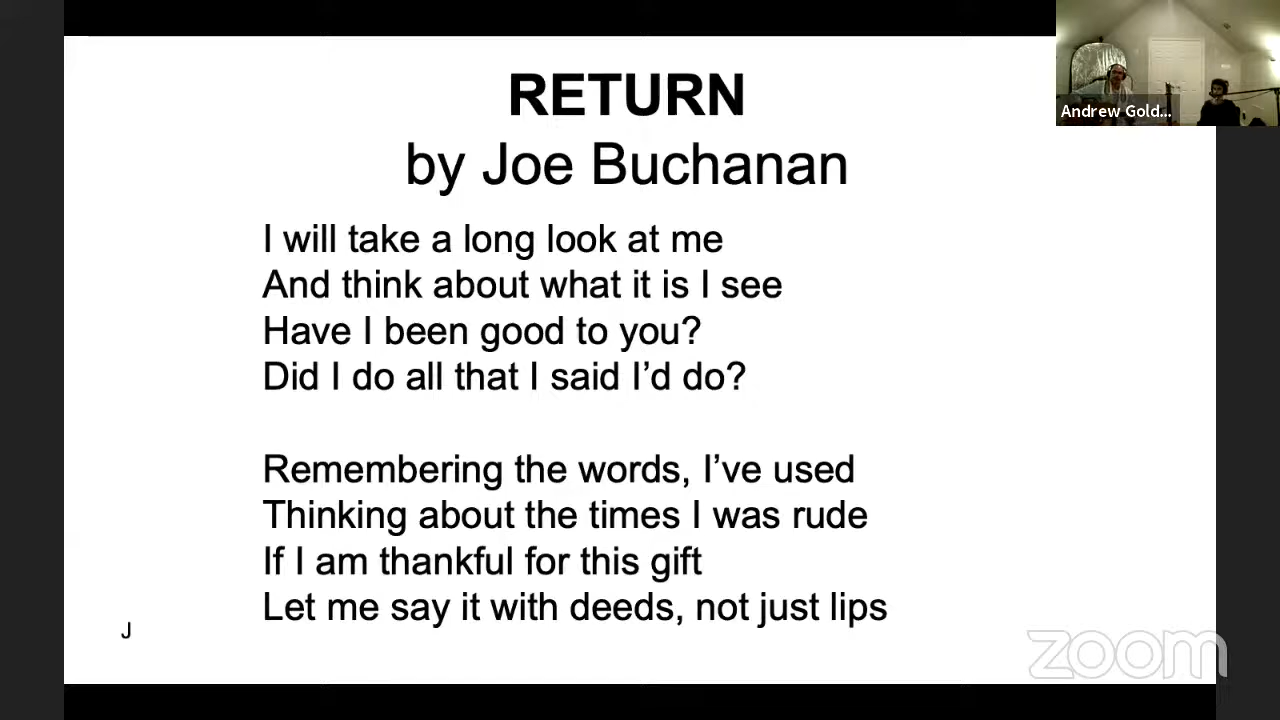 RETURN
by Joe Buchanan
I will take a long look at me
And think about what it is I see
Have I been good to you?
Did I do all that I said I’d do?
Remembering the words, I’ve used
Thinking about the times I was rude
If I am thankful for this gift
Let me say it with deeds, not just lips
J
Andrew Gold...
zoom